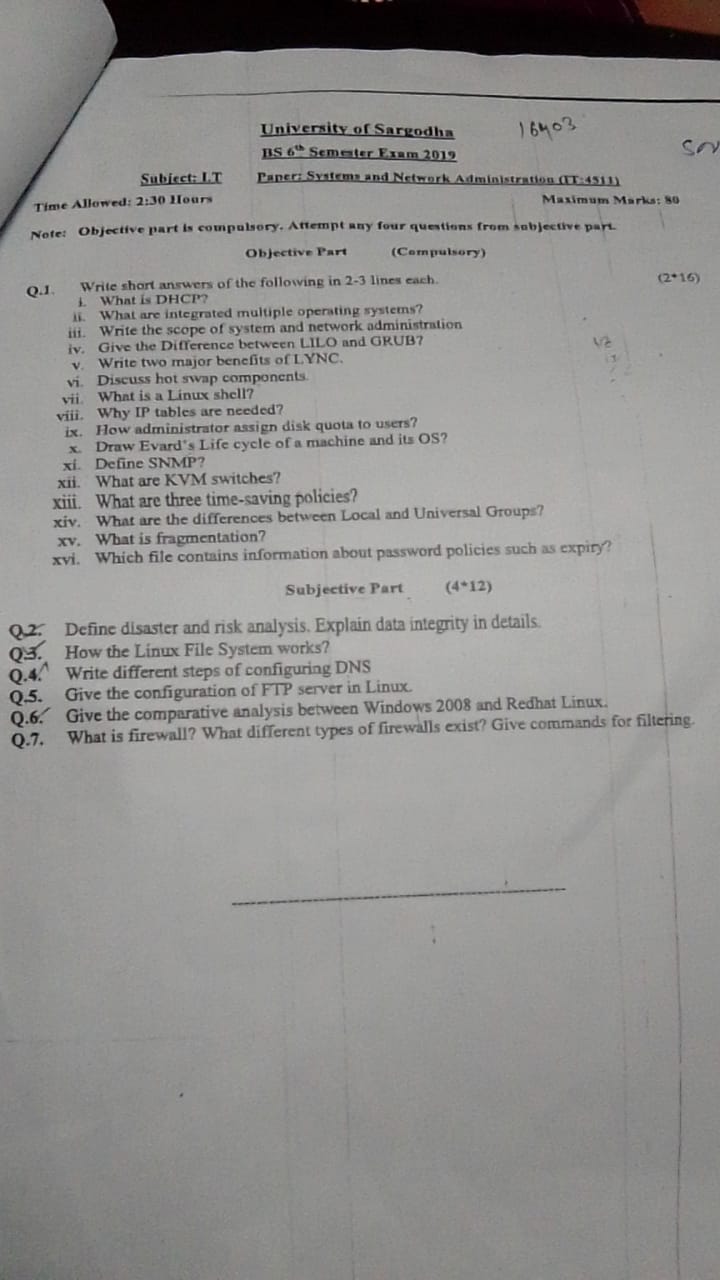 University of Sargodha 16403
BS 6th Semester Exam 2019
Subject: I.T Paper: Systems and Network Administration (IT-4511)
Time Allowed: 2:30 Hours Maximum Marks: 80
Note: Objective part is compulsory. Attempt any four questions from subjective part.
Objective Part (Compulsory)
Q.1. Write short answers of the following in 2-3 lines each. (2*16)
i. What is DHCP?
ii. What are integrated multiple operating systems?
iii. Write the scope of system and network administration
iv. Give the Difference between LILO and GRUB?
v. Write two major benefits of LYNC.
vi. Discuss hot swap components.
vii. What is a Linux shell?
viii. Why IP tables are needed?
ix. How administrator assign disk quota to users?
x. Draw Evard's Life cycle of a machine and its OS?
xi. Define SNMP?
xii. What are KVM switches?
xiii. What are three time-saving policies?
xiv. What are the differences between Local and Universal Groups?
xv. What is fragmentation?
xvi. Which file contains information about password policies such as expiry?
Subjective Part (4*12)
Q.2. Define disaster and risk analysis. Explain data integrity in details.
Q.3. How the Linux File System works?
Q.4. Write different steps of configuring DNS
Q.5. Give the configuration of FTP server in Linux.
Q.6. Give the comparative analysis between Windows 2008 and Redhat Linux.
Q.7. What is firewall? What different types of firewalls exist? Give commands for filtering.